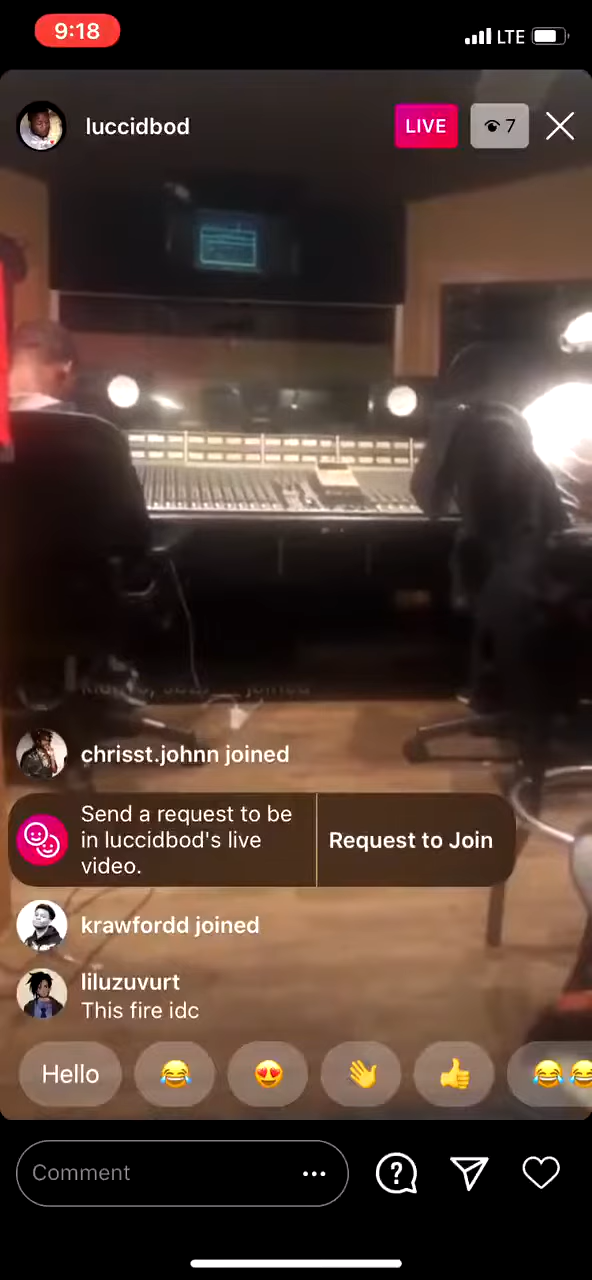 9:18
LTE
luccidbod
LIVE
7
chrisst.johnn joined
Send a request to be
in luccidbod's live
video.
Request to Join
krawfordd joined
liluzuvurt
This fire idc
Hello
Comment